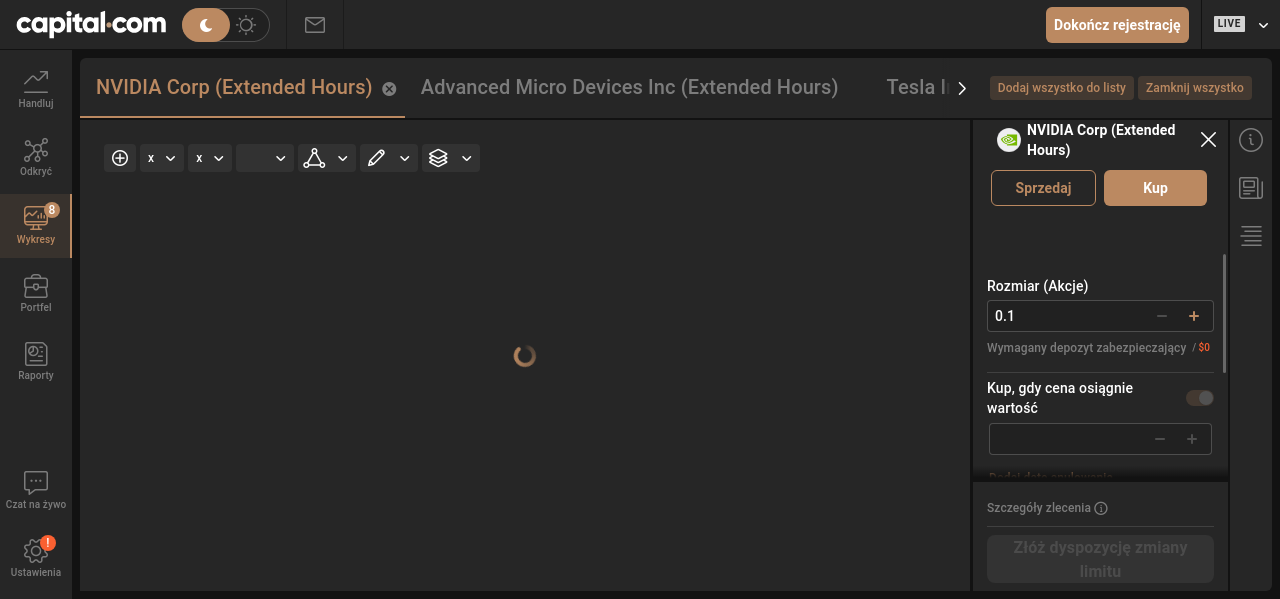 capital.com
Dokończ rejestrację
LIVE
Handluj
Odkryć
8
Wykresy
Portfel
Raporty
Czat na żywo
!
Ustawienia
NVIDIA Corp (Extended Hours)
Advanced Micro Devices Inc (Extended Hours)
Tesla I
Dodaj wszystko do listy
Zamknij wszystko
x
x
NVIDIA Corp (Extended
Hours)
Sprzedaj
Kup
Rozmiar (Akcje)
0.1
Wymagany depozyt zabezpieczający / $0
Kup, gdy cena osiągnie
wartość
Szczegóły zlecenia
Złóż dyspozycję zmiany
limitu